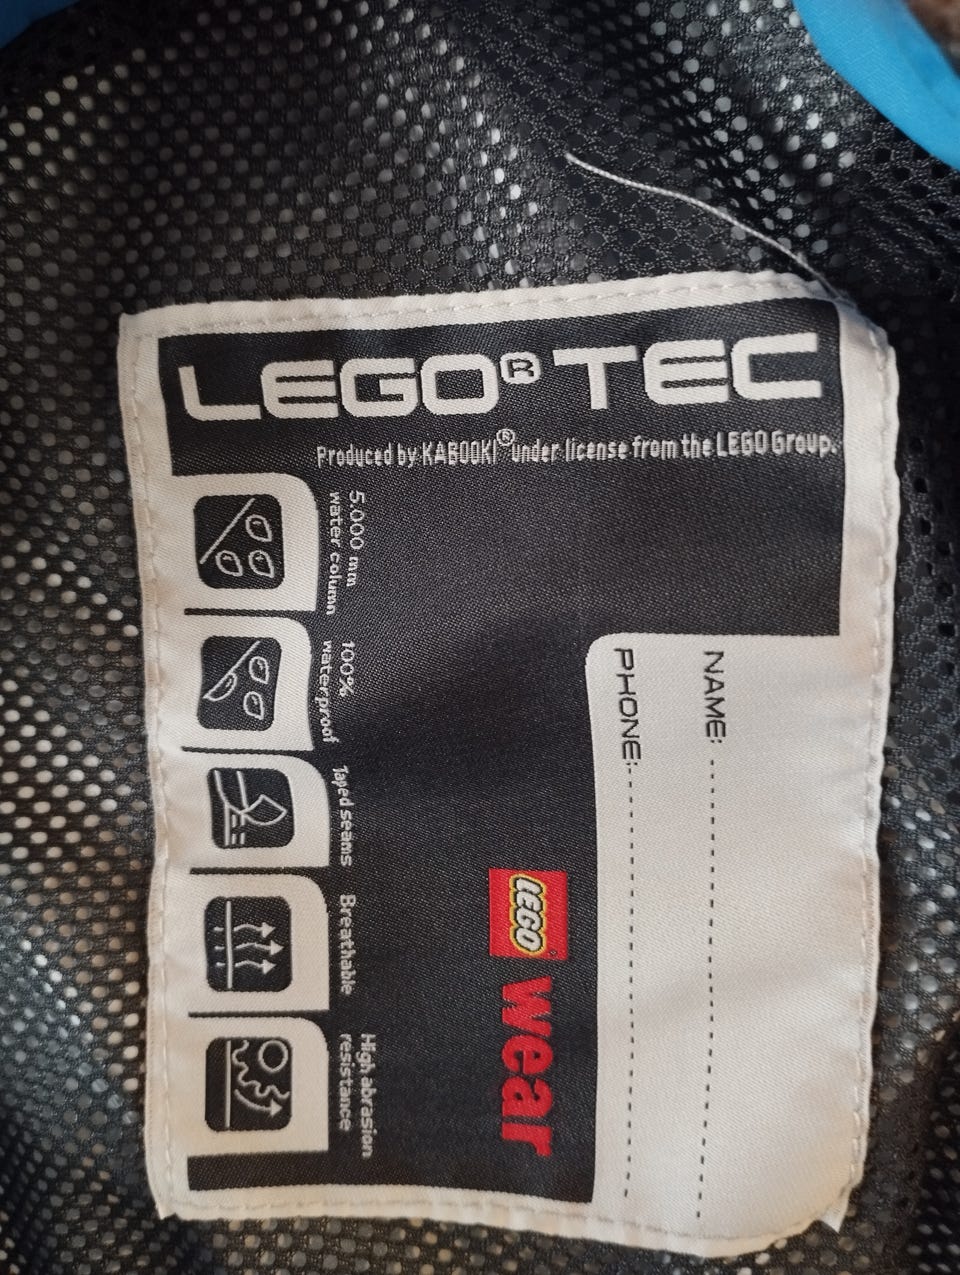 LEGO® TEC
Produced by KABOOKI® under license from the LEGO Group.
5.000 mm
water column
100%
waterproof
Taped seams
Breathable
High abrasion
resistance
NAME:
PHONE:
LEGO®
wear